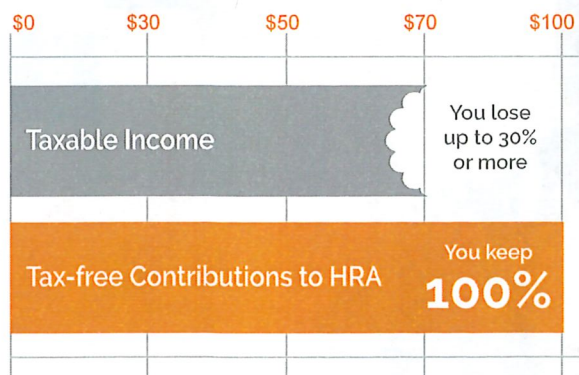 $0 $30 $50 $70 $100
Taxable Income
You lose
up to 30%
or more
Tax-free Contributions to HRA
You keep
100%